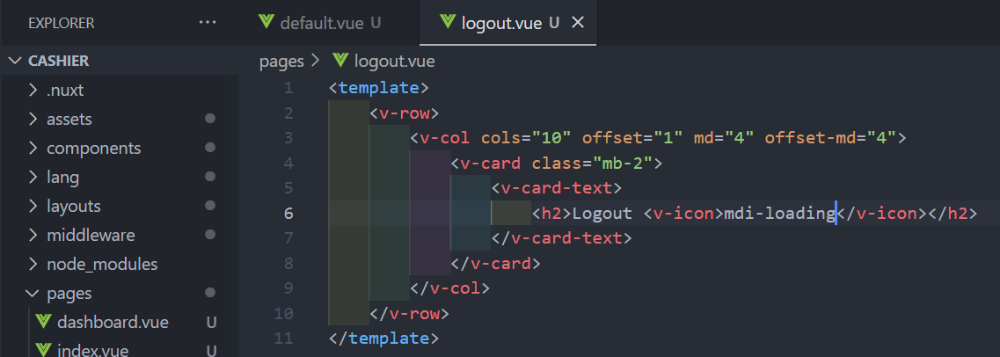 EXPLORER ...
default.vue U
logout.vue U
CASHIER
pages > logout.vue
.nuxt
assets
components
lang
layouts
middleware
node_modules
pages
dashboard.vue U
index.vue U
1 <template>
2 <v-row>
3 <v-col cols="10" offset="1" md="4" offset-md="4">
4 <v-card class="mb-2">
5 <v-card-text>
6 <h2>Logout <v-icon>mdi-loading</v-icon></h2>
7 </v-card-text>
8 </v-card>
9 </v-col>
10 </v-row>
11 </template>